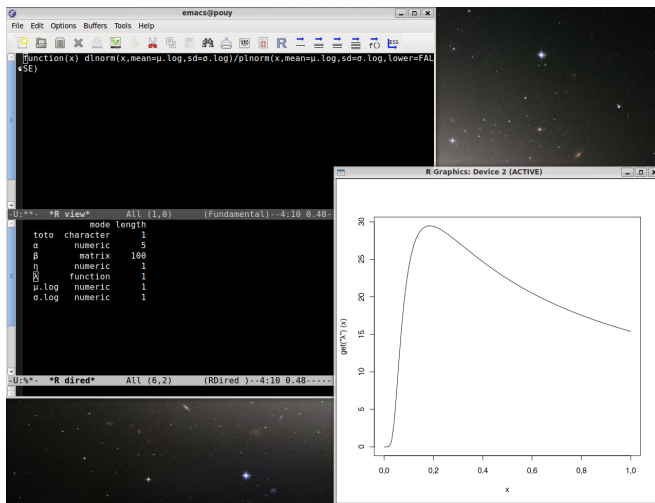 emacs@pouy
File Edit Options Buffers Tools Help
function(x) dlnorm(x,mean=μ.log,sd=σ.log)/plnorm(x,mean=μ.log,sd=σ.log,lower=FAL
SE)
-U:**- *R view* All (1,0) (Fundamental)--4:10 0.48-
mode length
toto character 1
α numeric 5
β matrix 100
η numeric 1
λ function 1
μ.log numeric 1
σ.log numeric 1
-U:%*- *R dired* All (6,2) (RDired )--4:10 0.48-----
R Graphics: Device 2 (ACTIVE)
get("λ") (x)
30
25
20
15
10
5
0
0,0 0,2 0,4 0,6 0,8 1,0
x